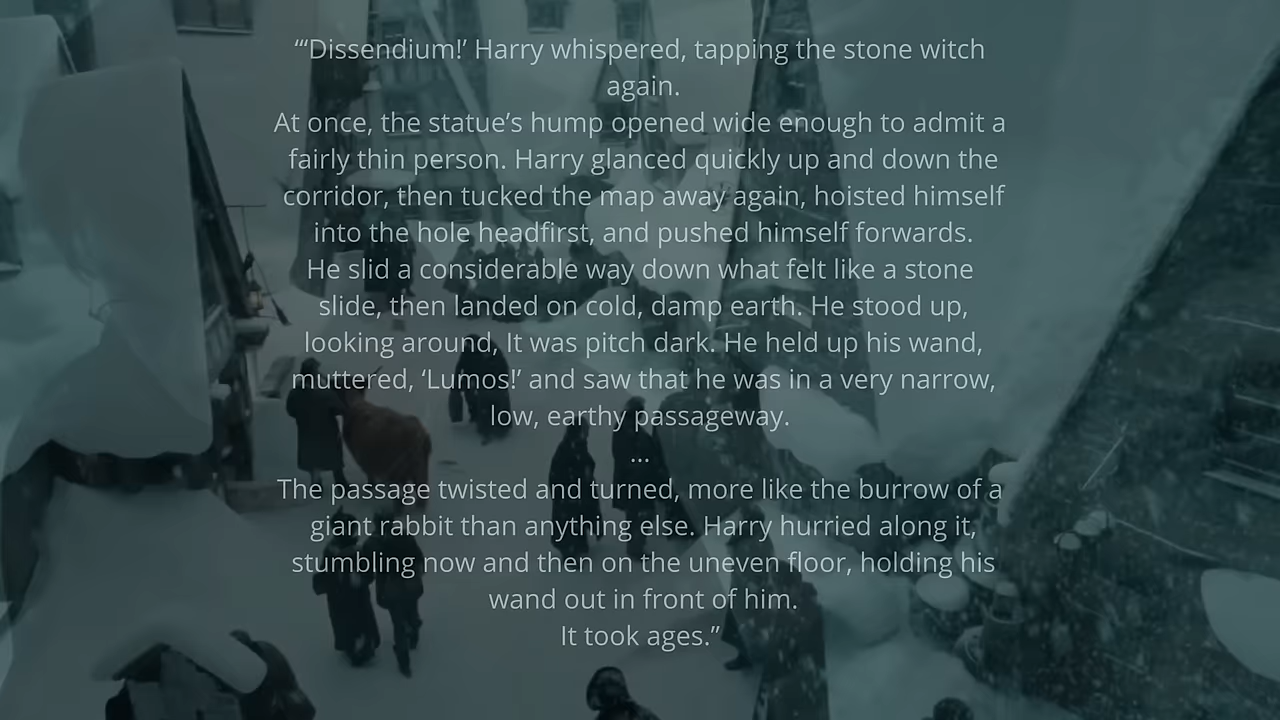 “‘Dissendium!’ Harry whispered, tapping the stone witch
again.
At once, the statue’s hump opened wide enough to admit a
fairly thin person. Harry glanced quickly up and down the
corridor, then tucked the map away again, hoisted himself
into the hole headfirst, and pushed himself forwards.
He slid a considerable way down what felt like a stone
slide, then landed on cold, damp earth. He stood up,
looking around, It was pitch dark. He held up his wand,
muttered, ‘Lumos!’ and saw that he was in a very narrow,
low, earthy passageway.
...
The passage twisted and turned, more like the burrow of a
giant rabbit than anything else. Harry hurried along it,
stumbling now and then on the uneven floor, holding his
wand out in front of him.
It took ages.”